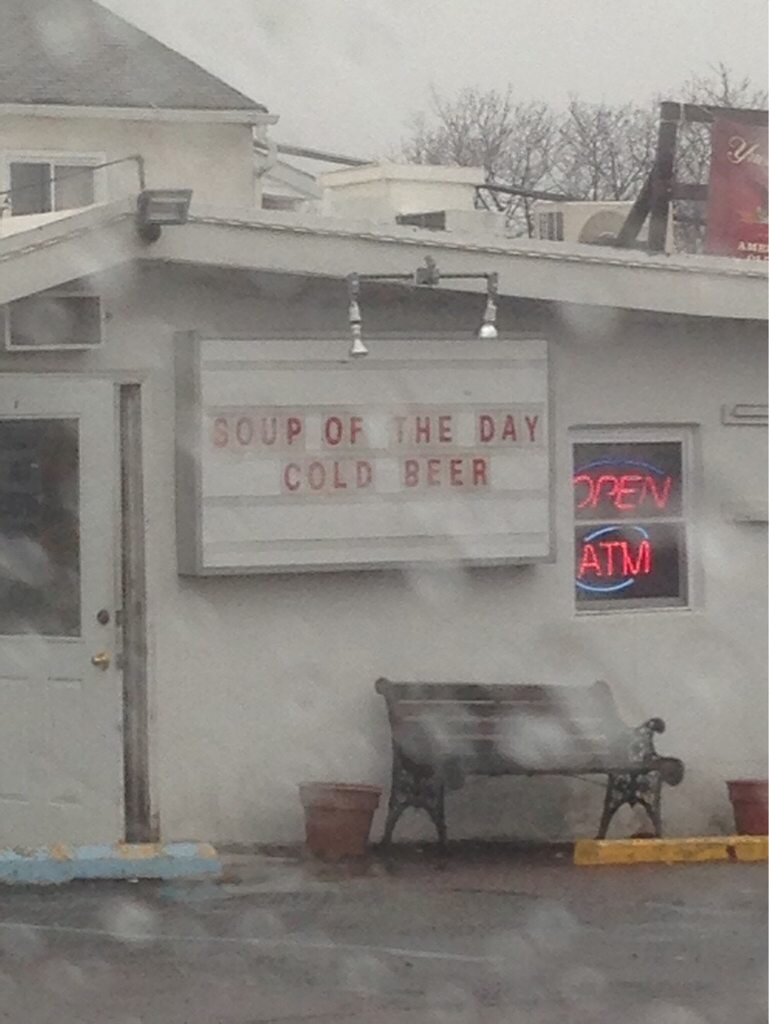 SOUP OF THE DAY
COLD BEER
OPEN
ATM